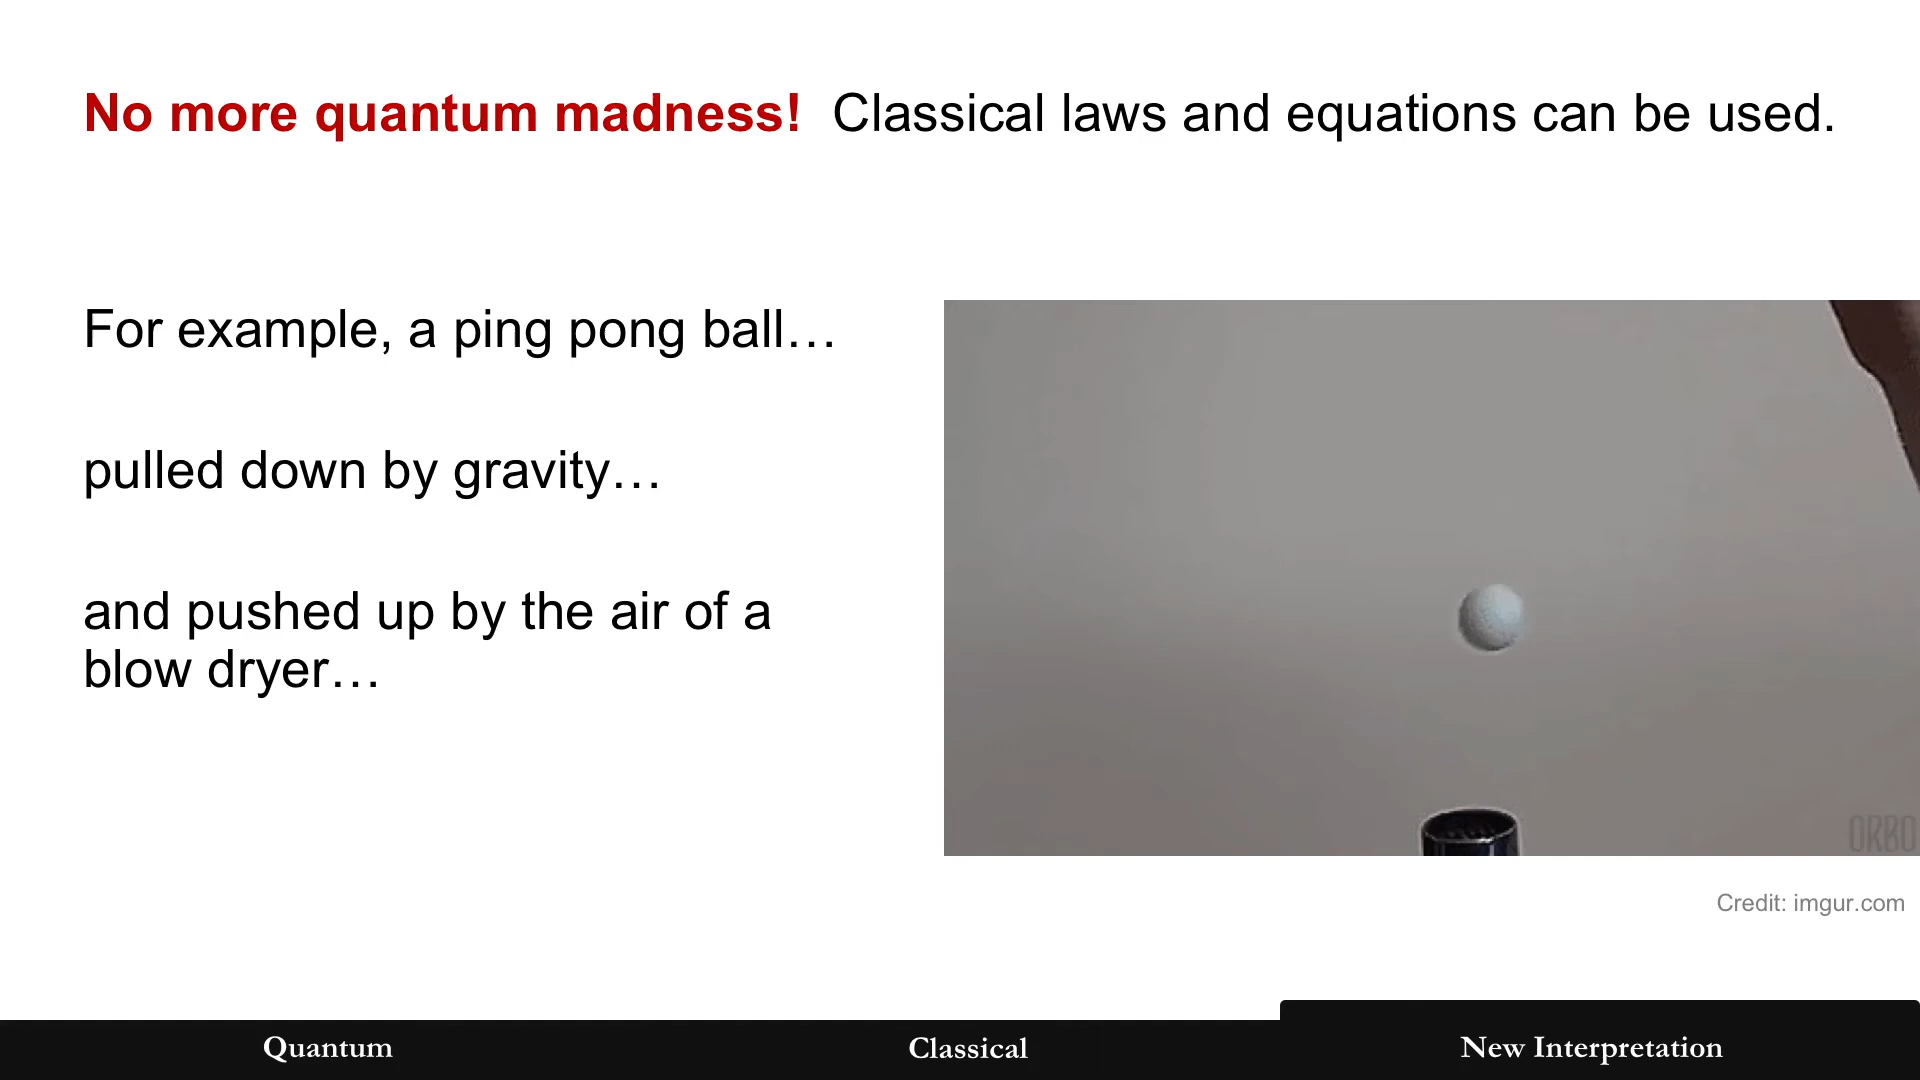 No more quantum madness! Classical laws and equations can be used.
For example, a ping pong ball…
pulled down by gravity…
and pushed up by the air of a
blow dryer…
ORBO
Credit: imgur.com
Quantum
Classical
New Interpretation